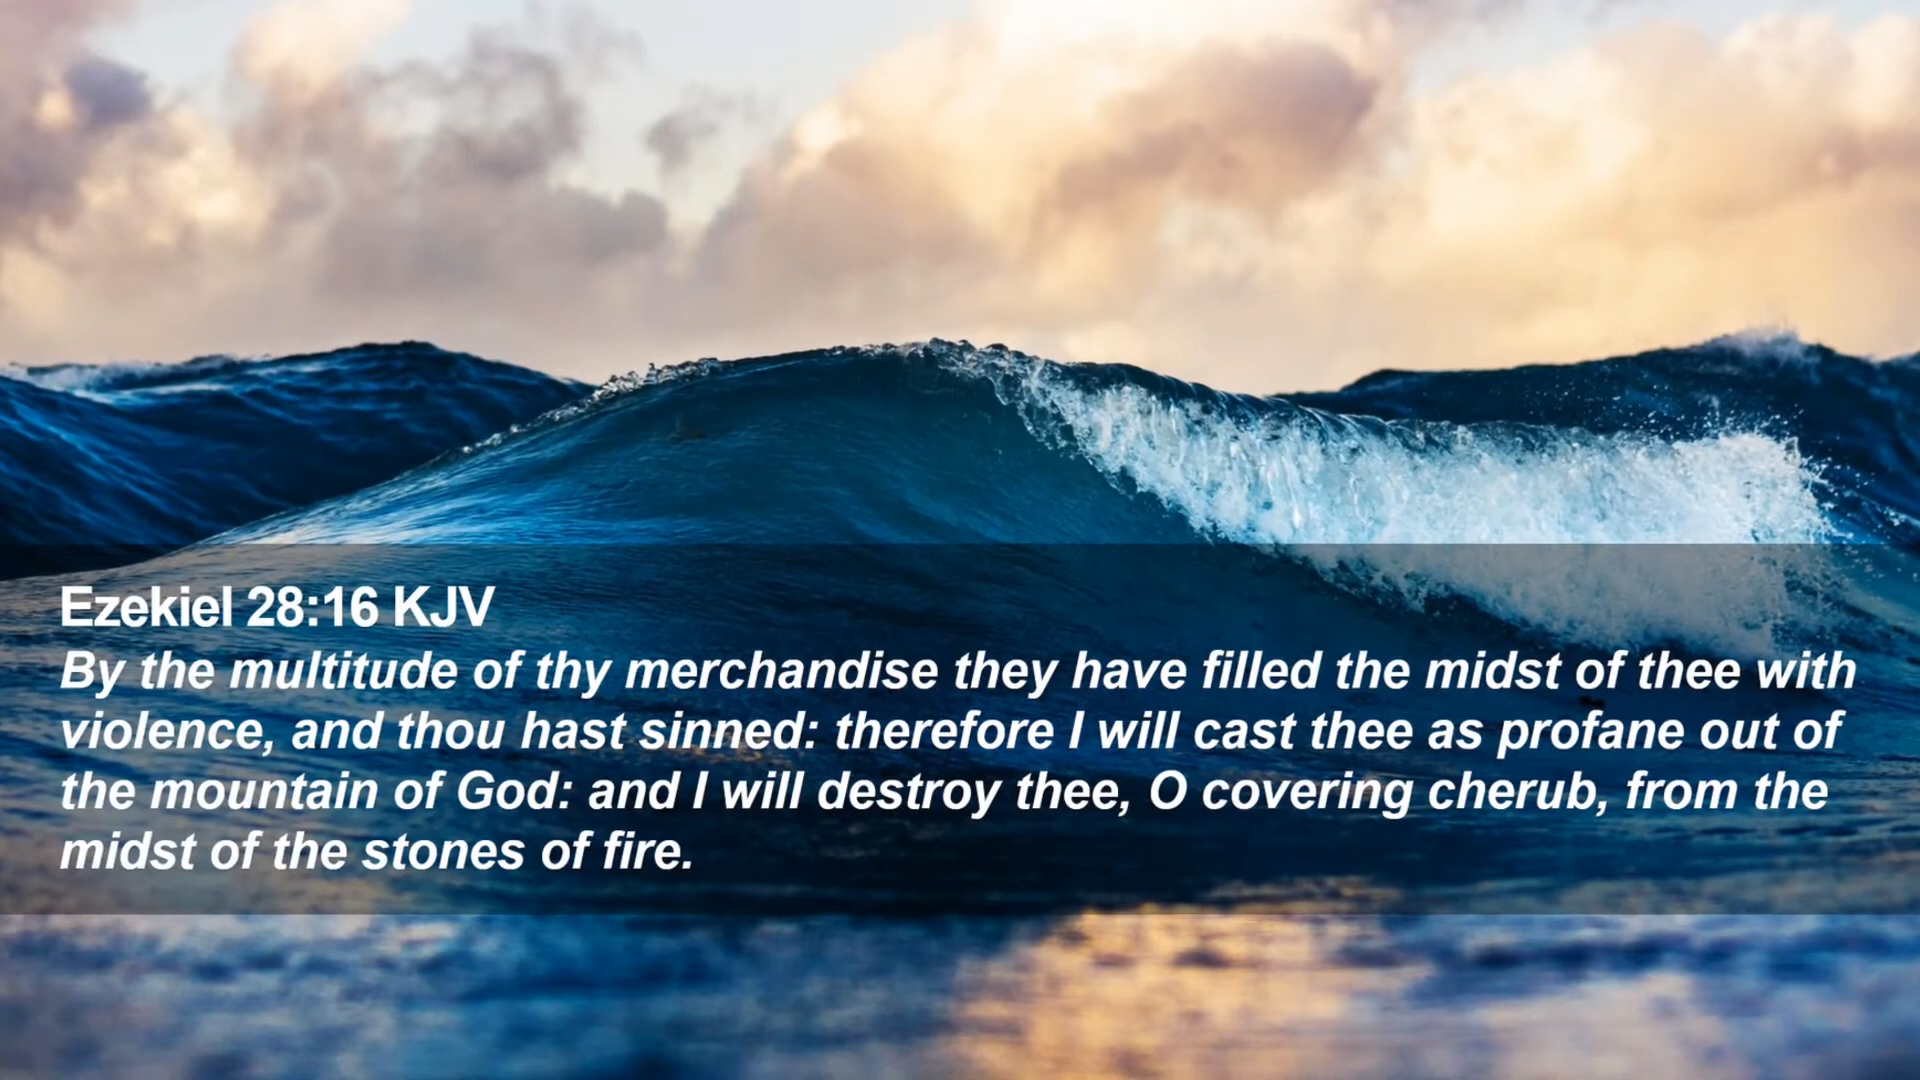 Ezekiel 28:16 KJV
By the multitude of thy merchandise they have filled the midst of thee with
violence, and thou hast sinned: therefore I will cast thee as profane out of
the mountain of God: and I will destroy thee, O covering cherub, from the
midst of the stones of fire.